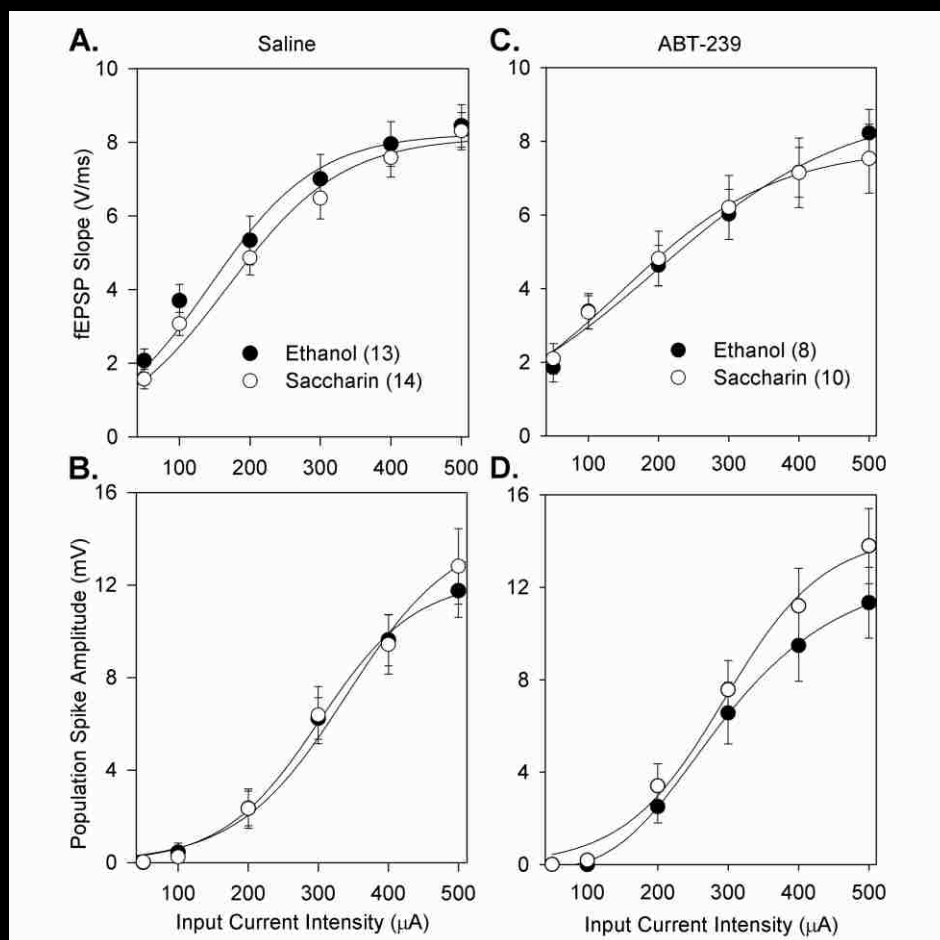 A.
Saline
10
8
6
4
2
0
fEPSP Slope (V/ms)
Ethanol (13)
Saccharin (14)
100 200 300 400 500
C.
ABT-239
10
8
6
4
2
0
Ethanol (8)
Saccharin (10)
100 200 300 400 500
B.
16
12
8
4
0
Population Spike Amplitude (mV)
100 200 300 400 500
Input Current Intensity (μA)
D.
16
12
8
4
0
100 200 300 400 500
Input Current Intensity (μA)